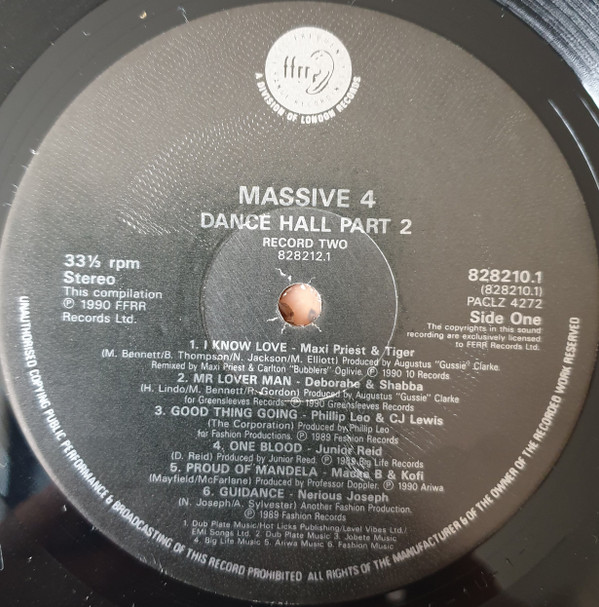 ffrr
A DIVISION OF LONDON RECORDS
MASSIVE 4
DANCE HALL PART 2
RECORD TWO
828212.1
33⅓ rpm
Stereo
This compilation
℗ 1990 FFRR
Records Ltd.
828210.1
(828210.1)
PACLZ 4272
Side One
The copyrights in this sound
recording are exclusively licensed
to FFRR Records Ltd.
1. I KNOW LOVE - Maxi Priest & Tiger
(M. Bennett/B. Thompson/N. Jackson/M. Elliott) Produced by Augustus "Gussie" Clarke.
Remixed by Maxi Priest & Carlton "Bubblers" Ogilvie. ℗ 1990 10 Records
2. MR LOVER MAN - Deborahe & Shabba
(H. Lindo/M. Bennett/R. Gordon) Produced by Augustus "Gussie" Clarke
for Greensleeves Records ℗ 1990 Greensleeves Records
3. GOOD THING GOING - Phillip Leo & CJ Lewis
(The Corporation) Produced by Phillip Leo
for Fashion Productions. ℗ 1989 Fashion Records
4. ONE BLOOD - Junior Reid
(D. Reid) Produced by Junior Reed. ℗ 1989 Big Life Records
5. PROUD OF MANDELA - Macka B & Kofi
(Mayfield/McFarlane) Produced by Professor Doppler. ℗ 1990 Ariwa
6. GUIDANCE - Nerious Joseph
(N. Joseph/A. Sylvester) Another Fashion Production.
℗ 1989 Fashion Records
1. Dub Plate Music/Hot Licks Publishing/Level Vibes Ltd./
EMI Songs Ltd. 2. Dub Plate Music 3. Jobete Music
4. Big Life Music 5. Ariwa Music 6. Fashion Music
UNAUTHORISED COPYING PUBLIC PERFORMANCE & BROADCASTING OF THIS RECORD PROHIBITED ALL RIGHTS OF THE MANUFACTURER & OF THE OWNER OF THE RECORDED WORK RESERVED